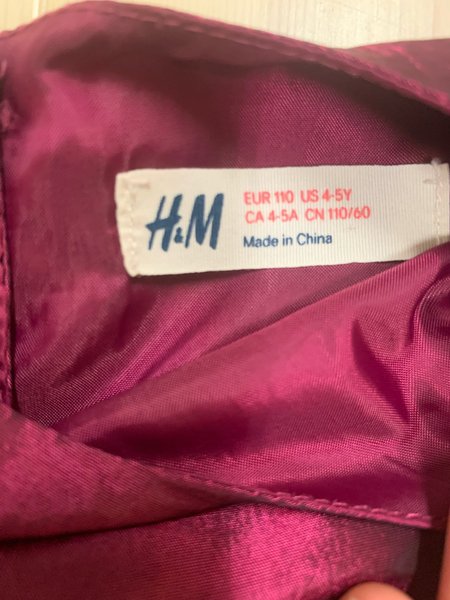 H&M
EUR 110 US 4-5Y
CA 4-5A CN 110/60
Made in China